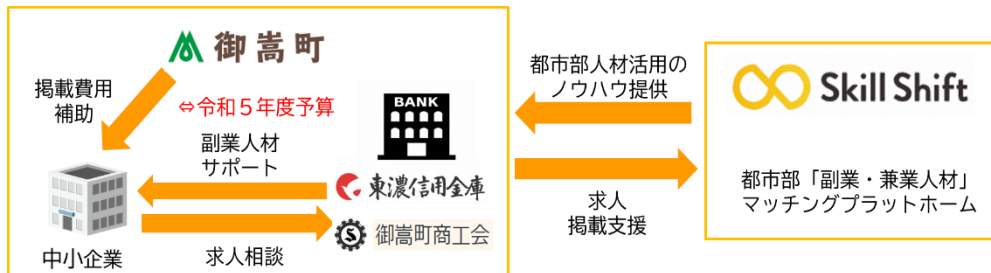 御嵩町
掲載費用
補助
⇔令和５年度予算
BANK
副業人材
サポート
東濃信用金庫
S
御嵩町商工会
中小企業
求人相談
都市部人材活用の
ノウハウ提供
求人
掲載支援
Skill Shift
都市部「副業・兼業人材」
マッチングプラットホーム